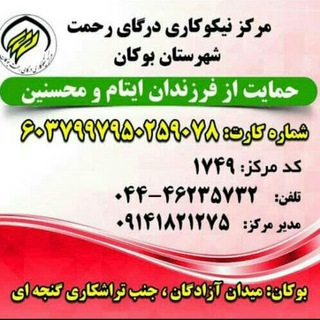 مرکز نیکوکاری درگای رحمت
شهرستان بوکان
حمایت از فرزندان ایتام و محسنین
شماره کارت: ۶۰۳۷۹۹۷۹۵۰۲۵۹۰۷۸
کد مرکز: ۱۷۴۹
تلفن: ۰۴۴-۴۶۲۳۵۷۳۲
مدیر مرکز: ۰۹۱۴۱۸۲۱۲۷۵
بوکان: میدان آزادگان ، جنب تراشکاری گنجه ای